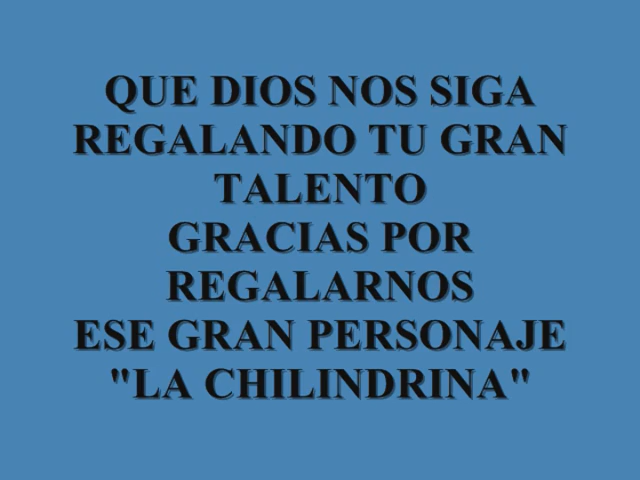 QUE DIOS NOS SIGA
REGALANDO TU GRAN
TALENTO
GRACIAS POR
REGALARNOS
ESE GRAN PERSONAJE
"LA CHILINDRINA"